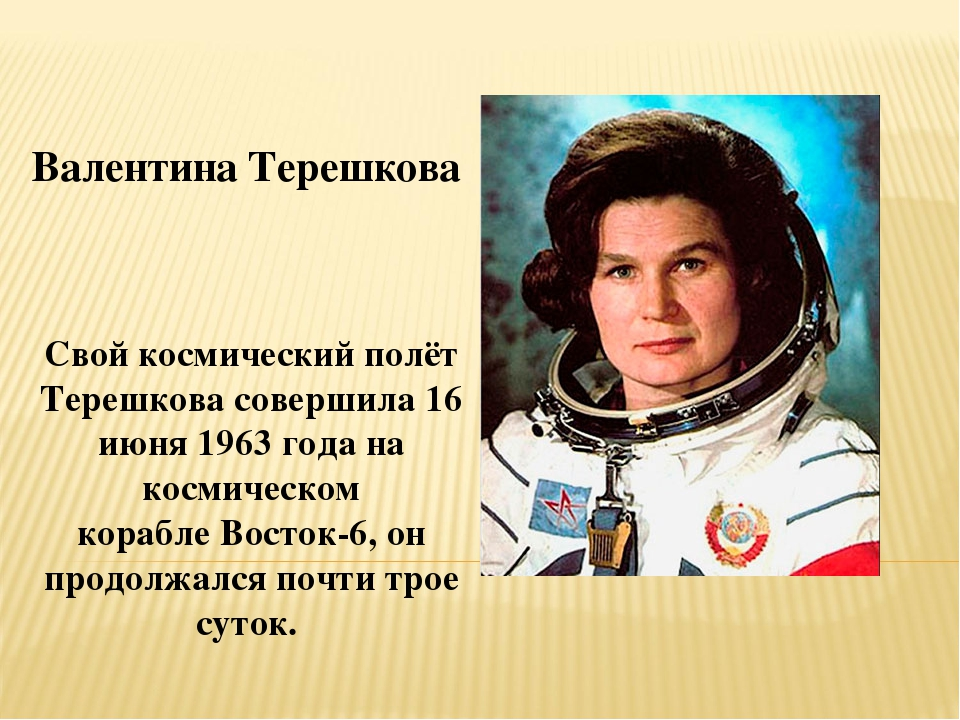 Валентина Терешкова
Свой космический полёт
Терешкова совершила 16
июня 1963 года на
космическом
корабле Восток-6, он
продолжался почти трое
суток.